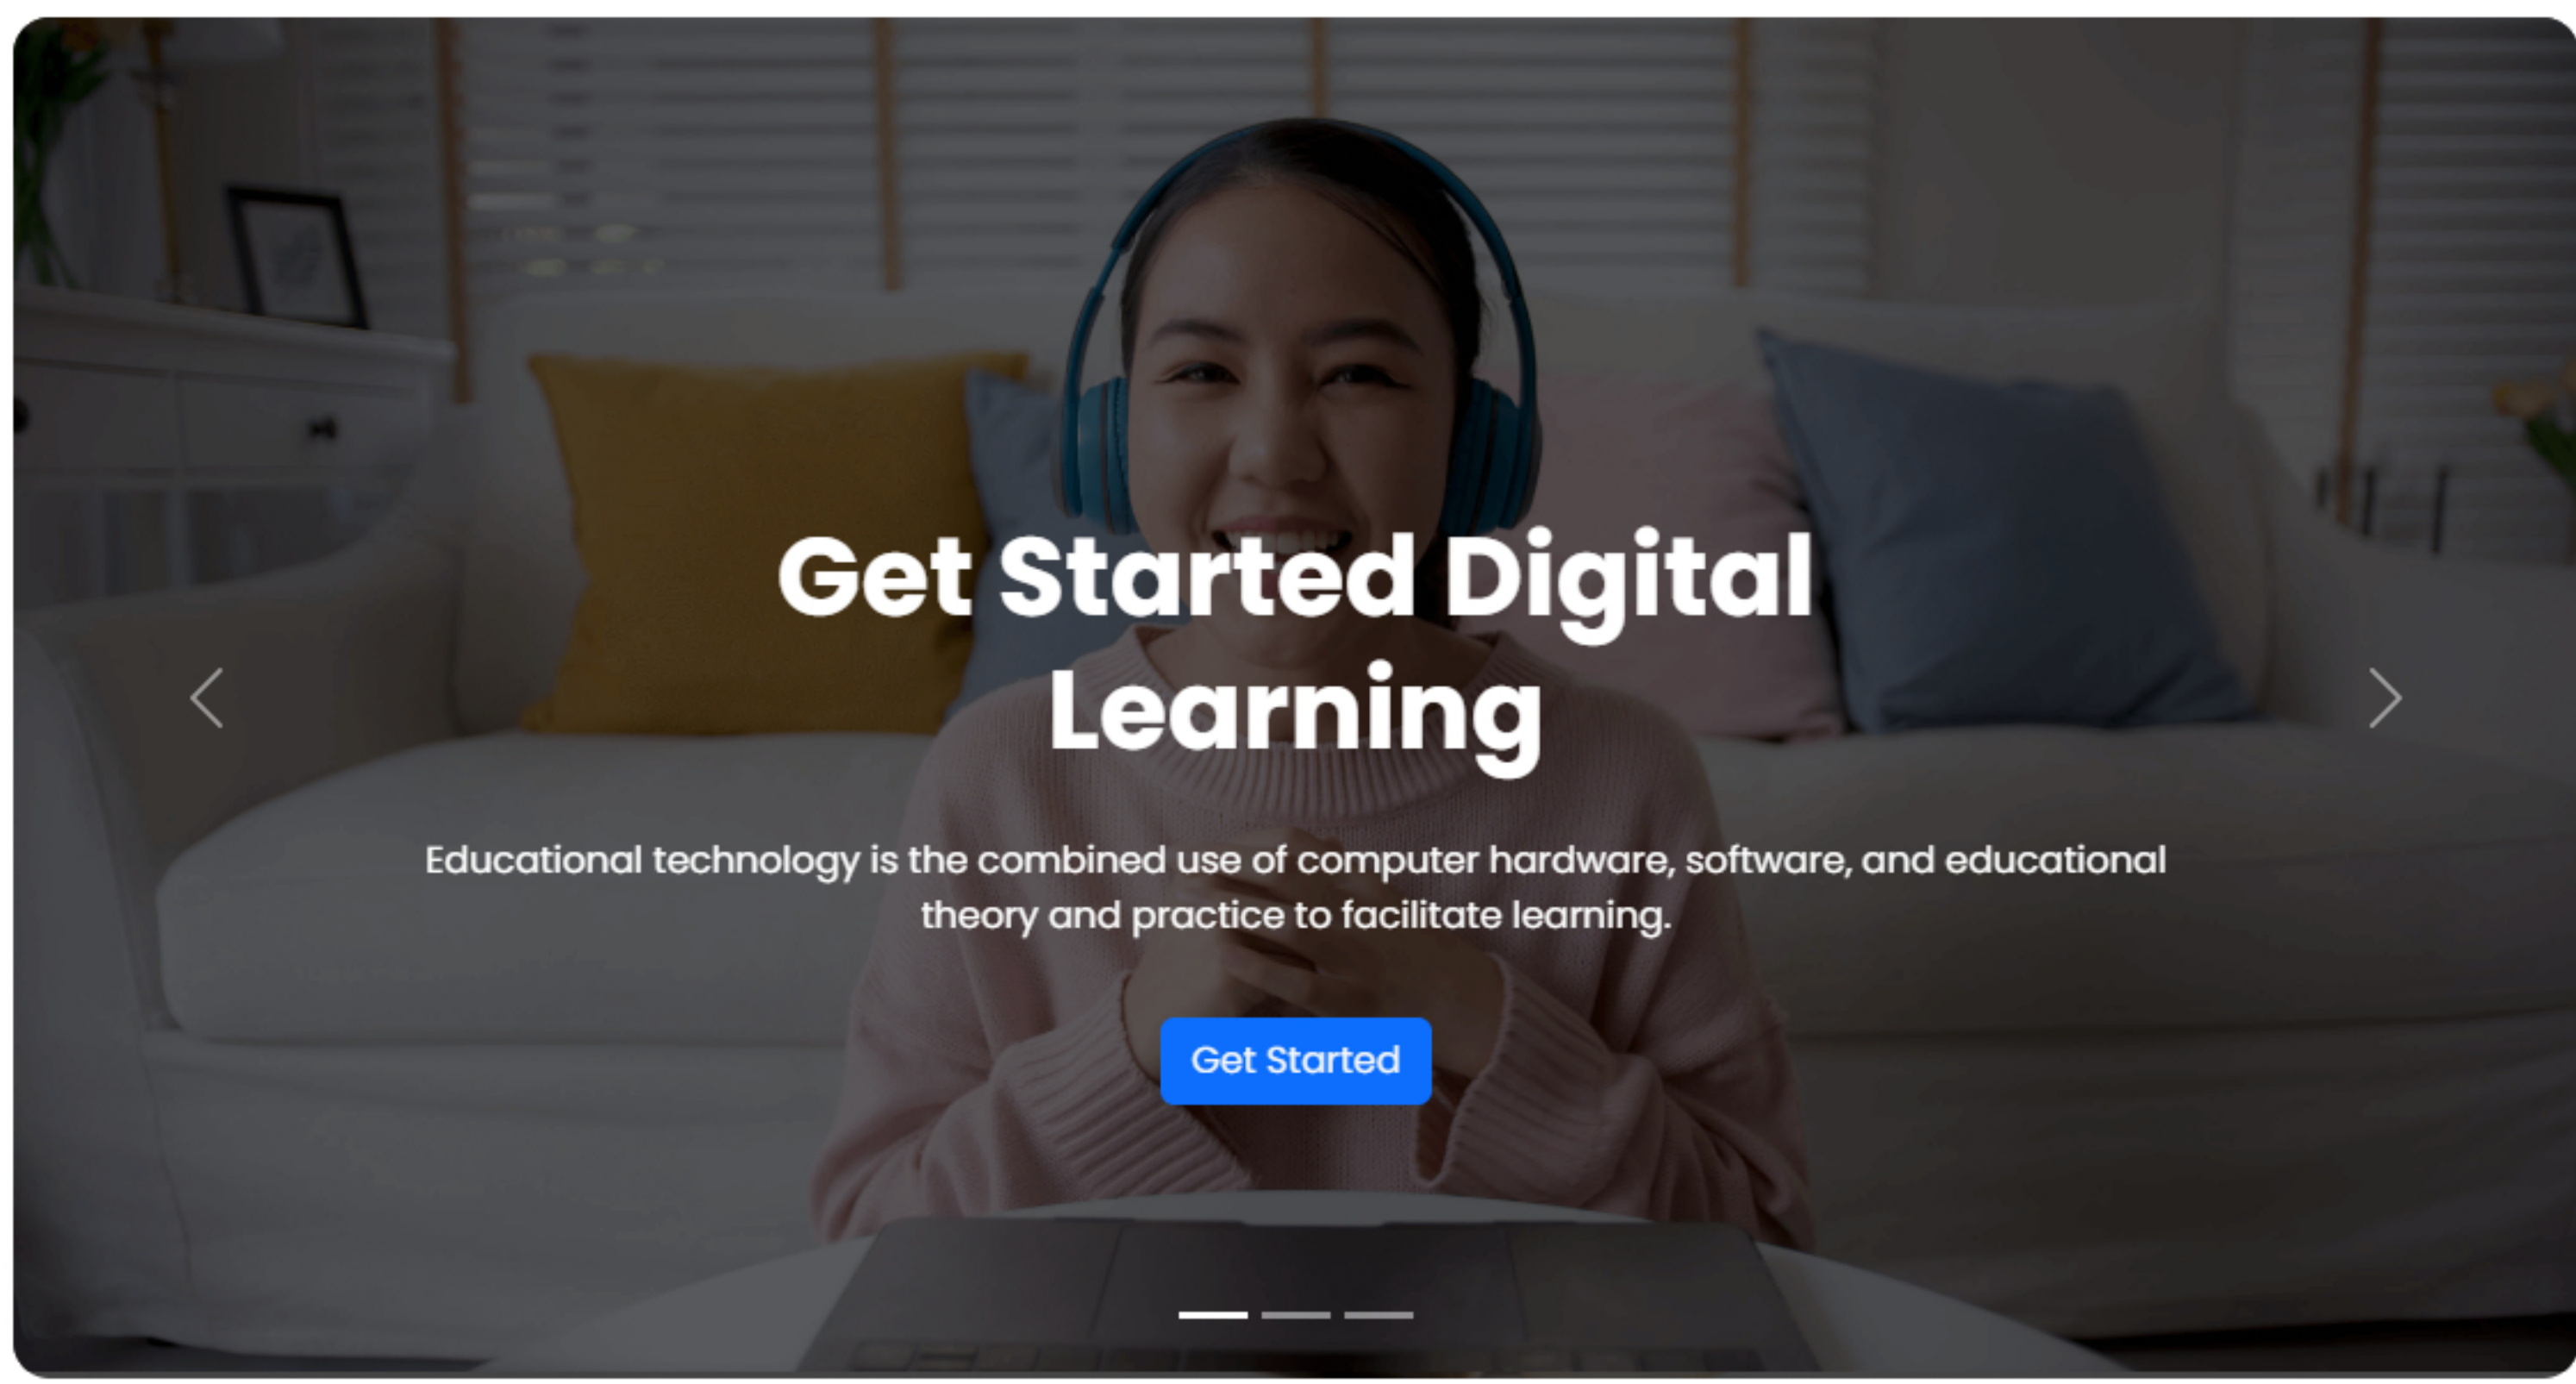 Get Started Digital
Learning
Educational technology is the combined use of computer hardware, software, and educational
theory and practice to facilitate learning.
Get Started